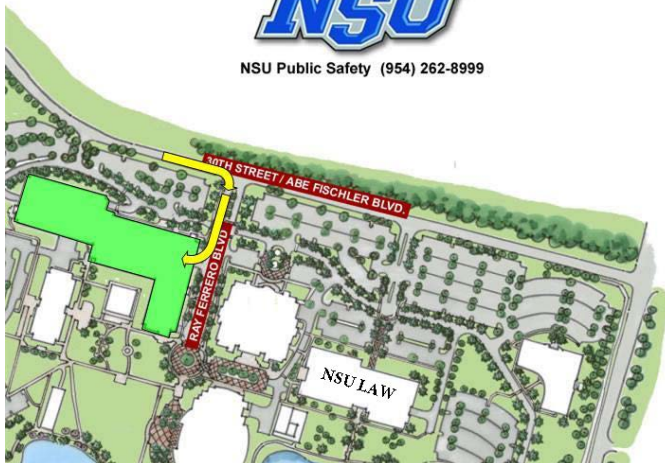 NSU
NSU Public Safety (954) 262-8999
30TH STREET / ABE FISCHLER BLVD.
RAY FERRERO BLVD
NSU LAW